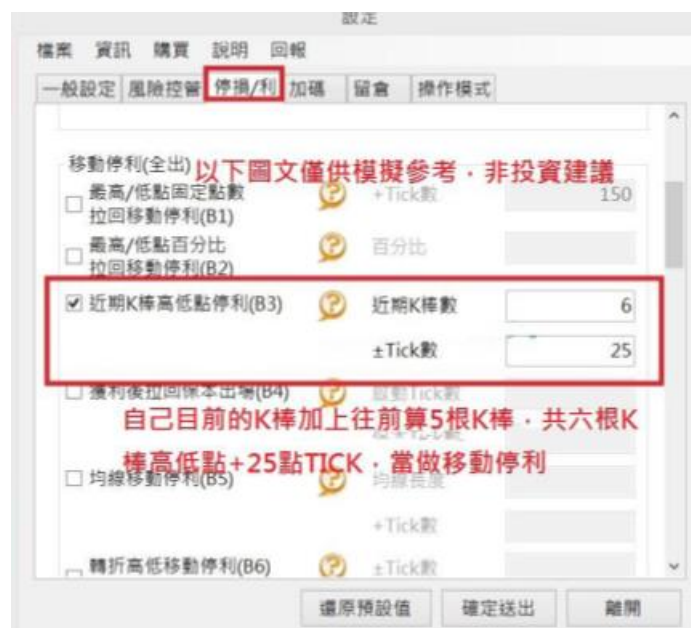 設定
檔案 資訊 購買 說明 回報
一般設定 風險控管 停損/利 加碼 留倉 操作模式
移動停利(全出)
以下圖文僅供模擬參考，非投資建議
最高/低點固定點數
拉回移動停利(B1)
+Tick數 150
最高/低點百分比
拉回移動停利(B2)
百分比
近期K棒高低點停利(B3) 近期K棒數 6
±Tick數 25
獲利後拉回保本出場(B4) 啟動Tick數
自己目前的K棒加上往前算5根K棒，共六根K
棒高低點+25點TICK，當做移動停利
均線移動停利(B5) 均線長度
+Tick數
轉折高低移動停利(B6) ±Tick數
還原預設值 確定送出 離開